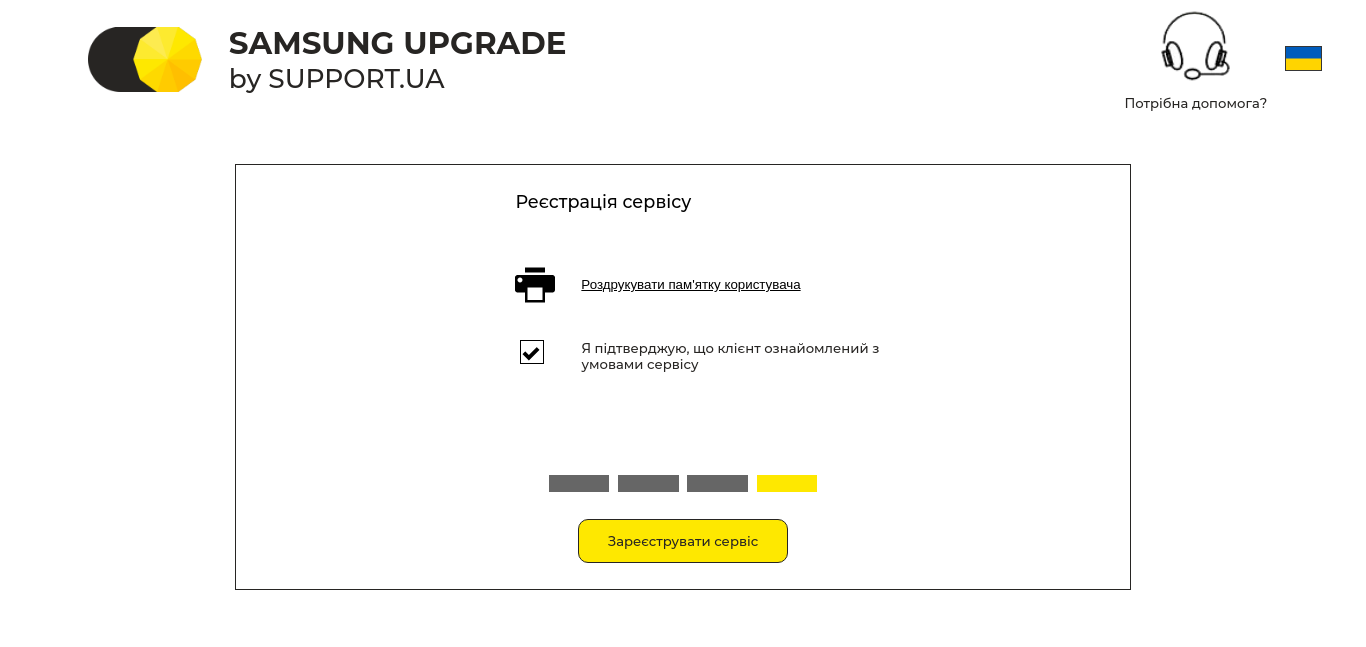 SAMSUNG UPGRADE
by SUPPORT.UA
Потрібна допомога?
Реєстрація сервісу
Роздрукувати пам'ятку користувача
Я підтверджую, що клієнт ознайомлений з
умовами сервісу
Зареєструвати сервіс